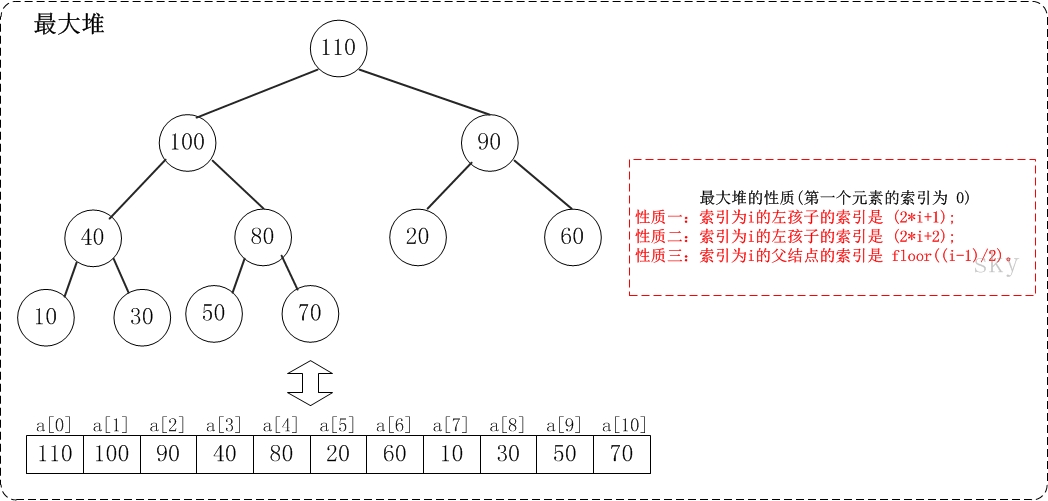 最大堆
110
100 90
40 80 20 60
10 30 50 70
最大堆的性质(第一个元素的索引为 0)
性质一: 索引为i的左孩子的索引是 (2*i+1);
性质二: 索引为i的左孩子的索引是 (2*i+2);
性质三: 索引为i的父结点的索引是 floor((i-1)/2)。
sky
a[0] a[1] a[2] a[3] a[4] a[5] a[6] a[7] a[8] a[9] a[10]
110 100 90 40 80 20 60 10 30 50 70